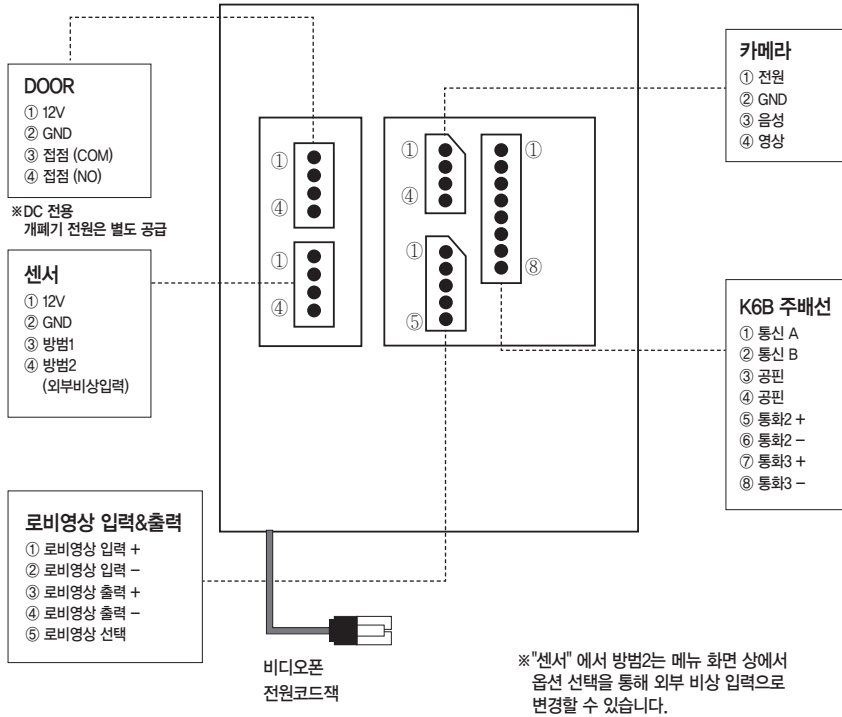 DOOR
① 12V
② GND
③ 접점 (COM)
④ 접점 (NO)
※DC 전용
개폐기 전원은 별도 공급
센서
① 12V
② GND
③ 방범1
④ 방범2
(외부비상입력)
로비영상 입력&출력
① 로비영상 입력 +
② 로비영상 입력 −
③ 로비영상 출력 +
④ 로비영상 출력 −
⑤ 로비영상 선택
①
④
①
④
①
④
①
⑤
①
⑧
카메라
① 전원
② GND
③ 음성
④ 영상
K6B 주배선
① 통신 A
② 통신 B
③ 공핀
④ 공핀
⑤ 통화2 +
⑥ 통화2 −
⑦ 통화3 +
⑧ 통화3 −
비디오폰
전원코드잭
※"센서" 에서 방범2는 메뉴 화면 상에서
옵션 선택을 통해 외부 비상 입력으로
변경할 수 있습니다.